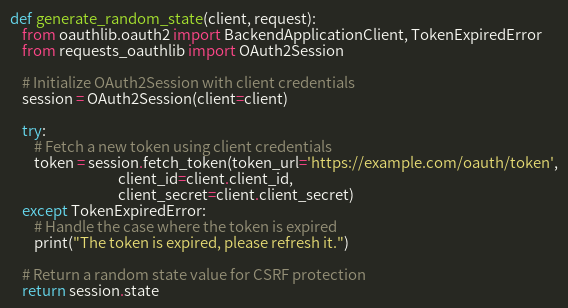 def generate_random_state(client, request):
from oauthlib.oauth2 import BackendApplicationClient, TokenExpiredError
from requests_oauthlib import OAuth2Session
# Initialize OAuth2Session with client credentials
session = OAuth2Session(client=client)
try:
# Fetch a new token using client credentials
token = session.fetch_token(token_url='https://example.com/oauth/token',
client_id=client.client_id,
client_secret=client.client_secret)
except TokenExpiredError:
# Handle the case where the token is expired
print("The token is expired, please refresh it.")
# Return a random state value for CSRF protection
return session.state